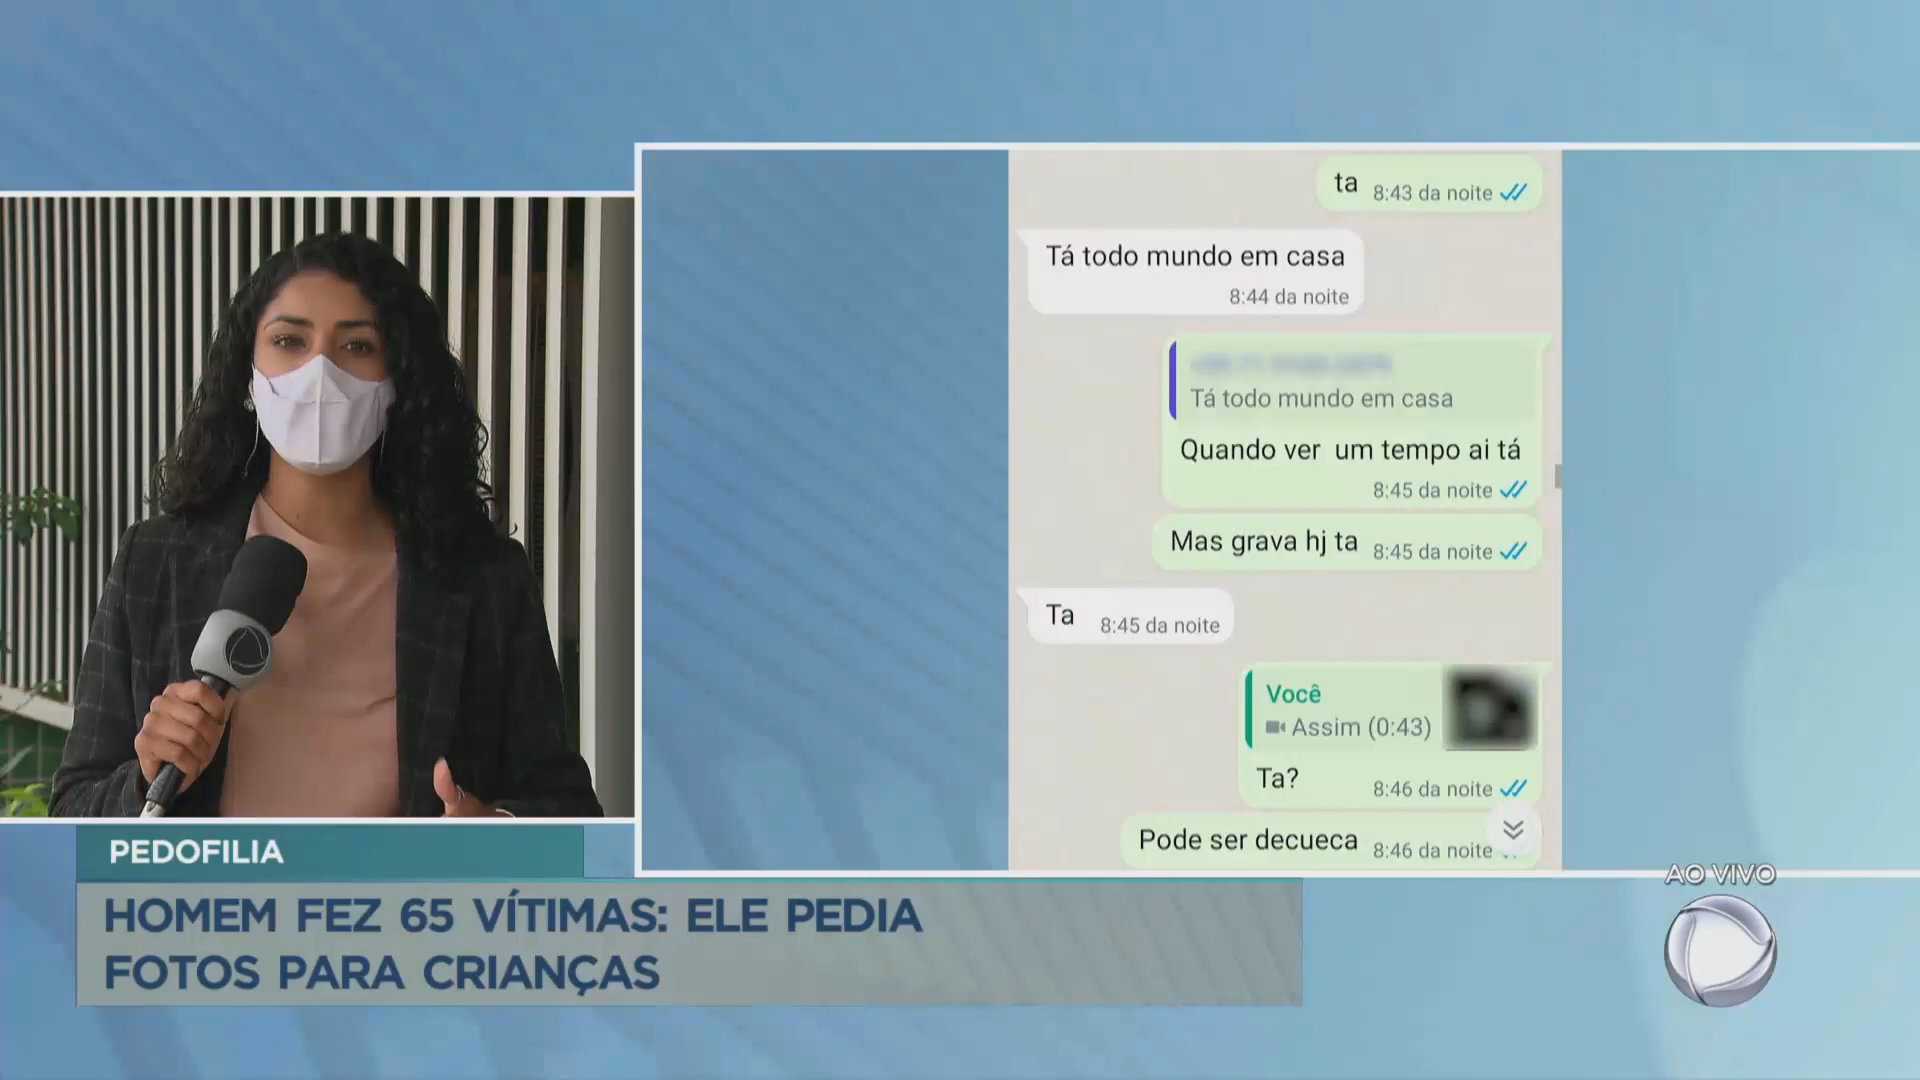 ta 8:43 da noite
Tá todo mundo em casa
8:44 da noite
Tá todo mundo em casa
Quando ver um tempo ai tá
8:45 da noite
Mas grava hj ta 8:45 da noite
Ta 8:45 da noite
Você
Assim (0:43)
Ta? 8:46 da noite
Pode ser decueca 8:46 da noite
PEDOFILIA
HOMEM FEZ 65 VÍTIMAS: ELE PEDIA
FOTOS PARA CRIANÇAS
AO VIVO